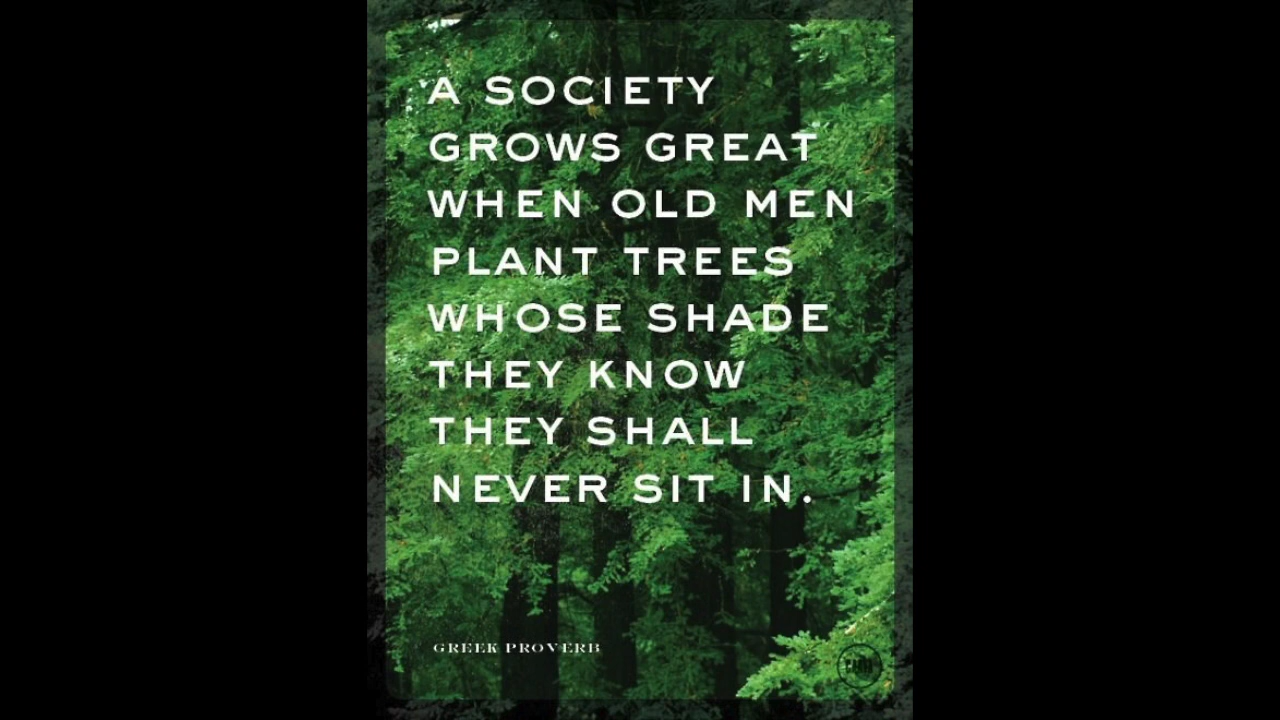 A SOCIETY
GROWS GREAT
WHEN OLD MEN
PLANT TREES
WHOSE SHADE
THEY KNOW
THEY SHALL
NEVER SIT IN.
GREEK PROVERB